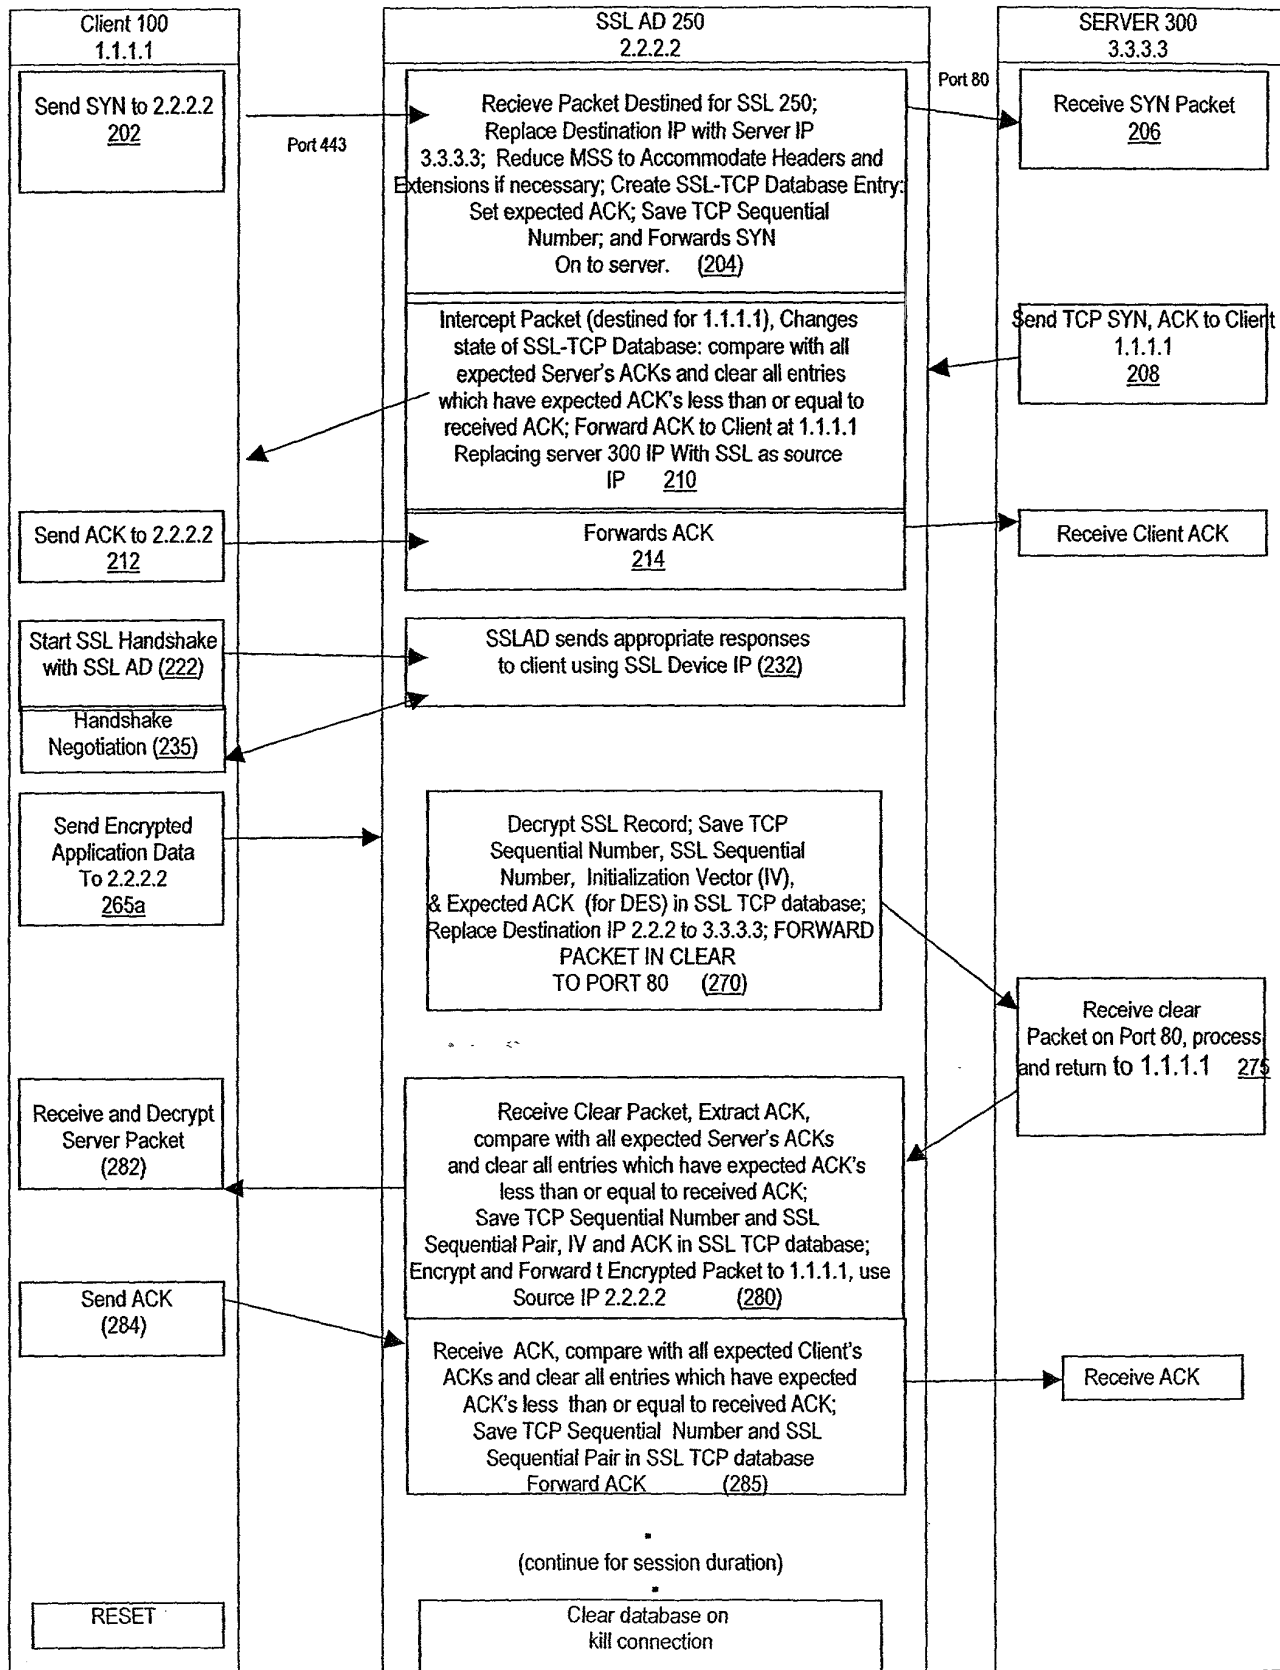 Client 100
1.1.1.1
SSL AD 250
2.2.2.2
SERVER 300
3.3.3.3
Send SYN to 2.2.2.2
202
Port 443
Recieve Packet Destined for SSL 250;
Replace Destination IP with Server IP
3.3.3.3; Reduce MSS to Accommodate Headers and
Extensions if necessary; Create SSL-TCP Database Entry:
Set expected ACK; Save TCP Sequential
Number; and Forwards SYN
On to server. (204)
Port 80
Receive SYN Packet
206
Intercept Packet (destined for 1.1.1.1), Changes
state of SSL-TCP Database: compare with all
expected Server's ACKs and clear all entries
which have expected ACK's less than or equal to
received ACK; Forward ACK to Client at 1.1.1.1
Replacing server 300 IP With SSL as source
IP 210
Send TCP SYN, ACK to Client
1.1.1.1
208
Send ACK to 2.2.2.2
212
Forwards ACK
214
Receive Client ACK
Start SSL Handshake
with SSL AD (222)
SSLAD sends appropriate responses
to client using SSL Device IP (232)
Handshake
Negotiation (235)
Send Encrypted
Application Data
To 2.2.2.2
265a
Decrypt SSL Record; Save TCP
Sequential Number, SSL Sequential
Number, Initialization Vector (IV),
& Expected ACK (for DES) in SSL TCP database;
Replace Destination IP 2.2.2 to 3.3.3.3; FORWARD
PACKET IN CLEAR
TO PORT 80 (270)
Receive clear
Packet on Port 80, process
and return to 1.1.1.1 275
Receive and Decrypt
Server Packet
(282)
Receive Clear Packet, Extract ACK,
compare with all expected Server's ACKs
and clear all entries which have expected ACK's
less than or equal to received ACK;
Save TCP Sequential Number and SSL
Sequential Pair, IV and ACK in SSL TCP database;
Encrypt and Forward t Encrypted Packet to 1.1.1.1, use
Source IP 2.2.2.2 (280)
Send ACK
(284)
Receive ACK, compare with all expected Client's
ACKs and clear all entries which have expected
ACK's less than or equal to received ACK;
Save TCP Sequential Number and SSL
Sequential Pair in SSL TCP database
Forward ACK (285)
Receive ACK
(continue for session duration)
RESET
Clear database on
kill connection